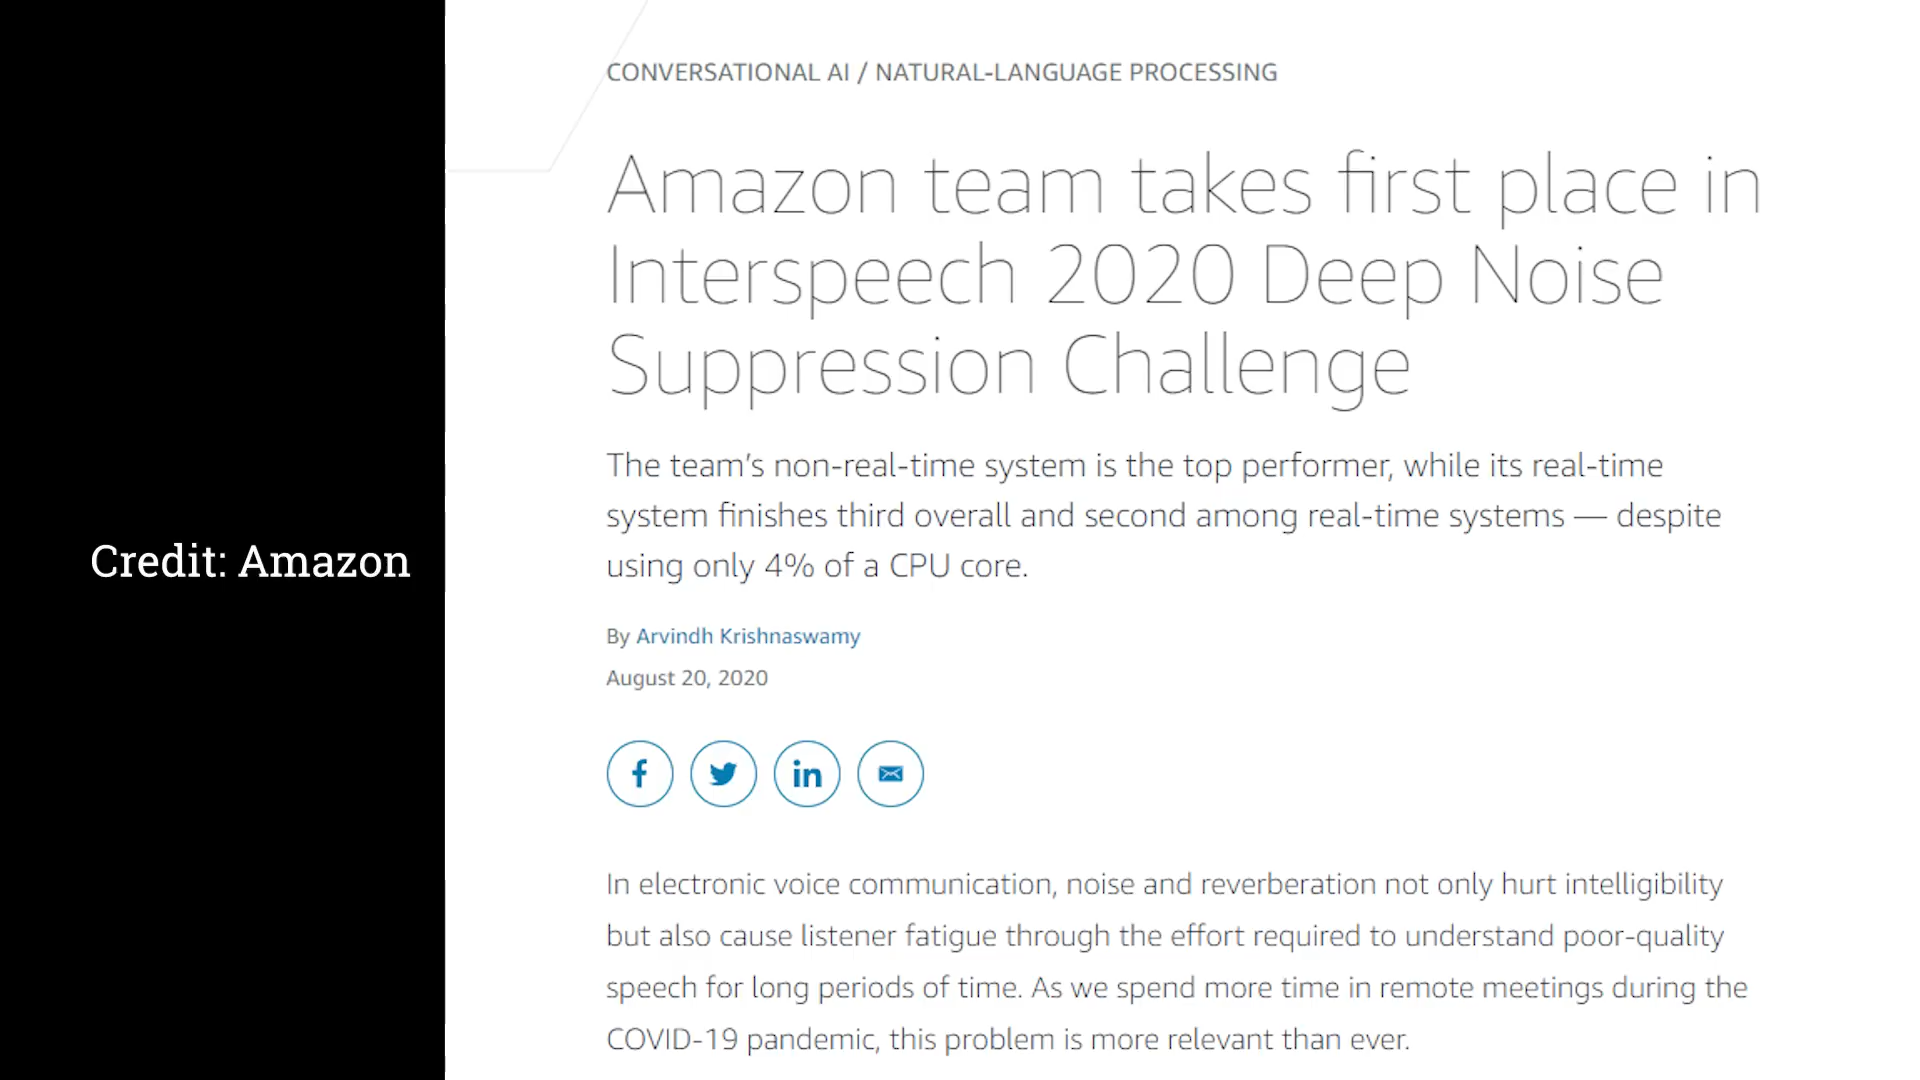 CONVERSATIONAL AI / NATURAL-LANGUAGE PROCESSING
Amazon team takes first place in
Interspeech 2020 Deep Noise
Suppression Challenge
The team's non-real-time system is the top performer, while its real-time
system finishes third overall and second among real-time systems — despite
using only 4% of a CPU core.
Credit: Amazon
By Arvindh Krishnaswamy
August 20, 2020
In electronic voice communication, noise and reverberation not only hurt intelligibility
but also cause listener fatigue through the effort required to understand poor-quality
speech for long periods of time. As we spend more time in remote meetings during the
COVID-19 pandemic, this problem is more relevant than ever.